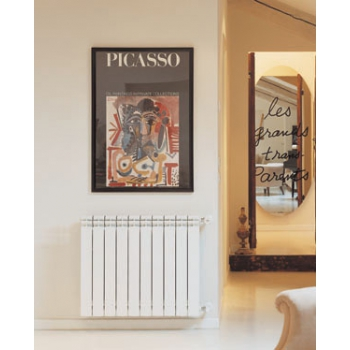 PICASSO
les
grands
trans-
Parents